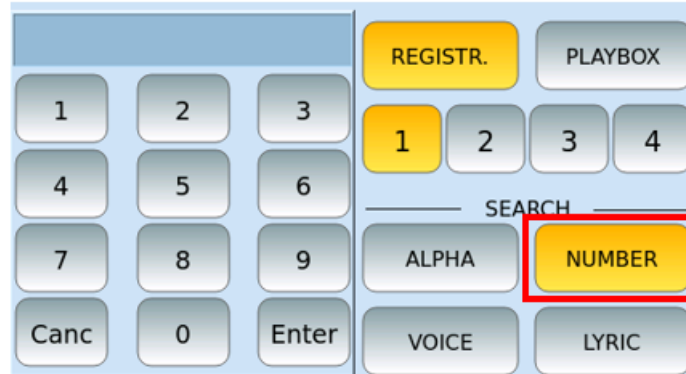 REGISTR. PLAYBOX
1 2 3
1 2 3 4
4 5 6
SEARCH
7 8 9
ALPHA NUMBER
Canc 0 Enter
VOICE LYRIC